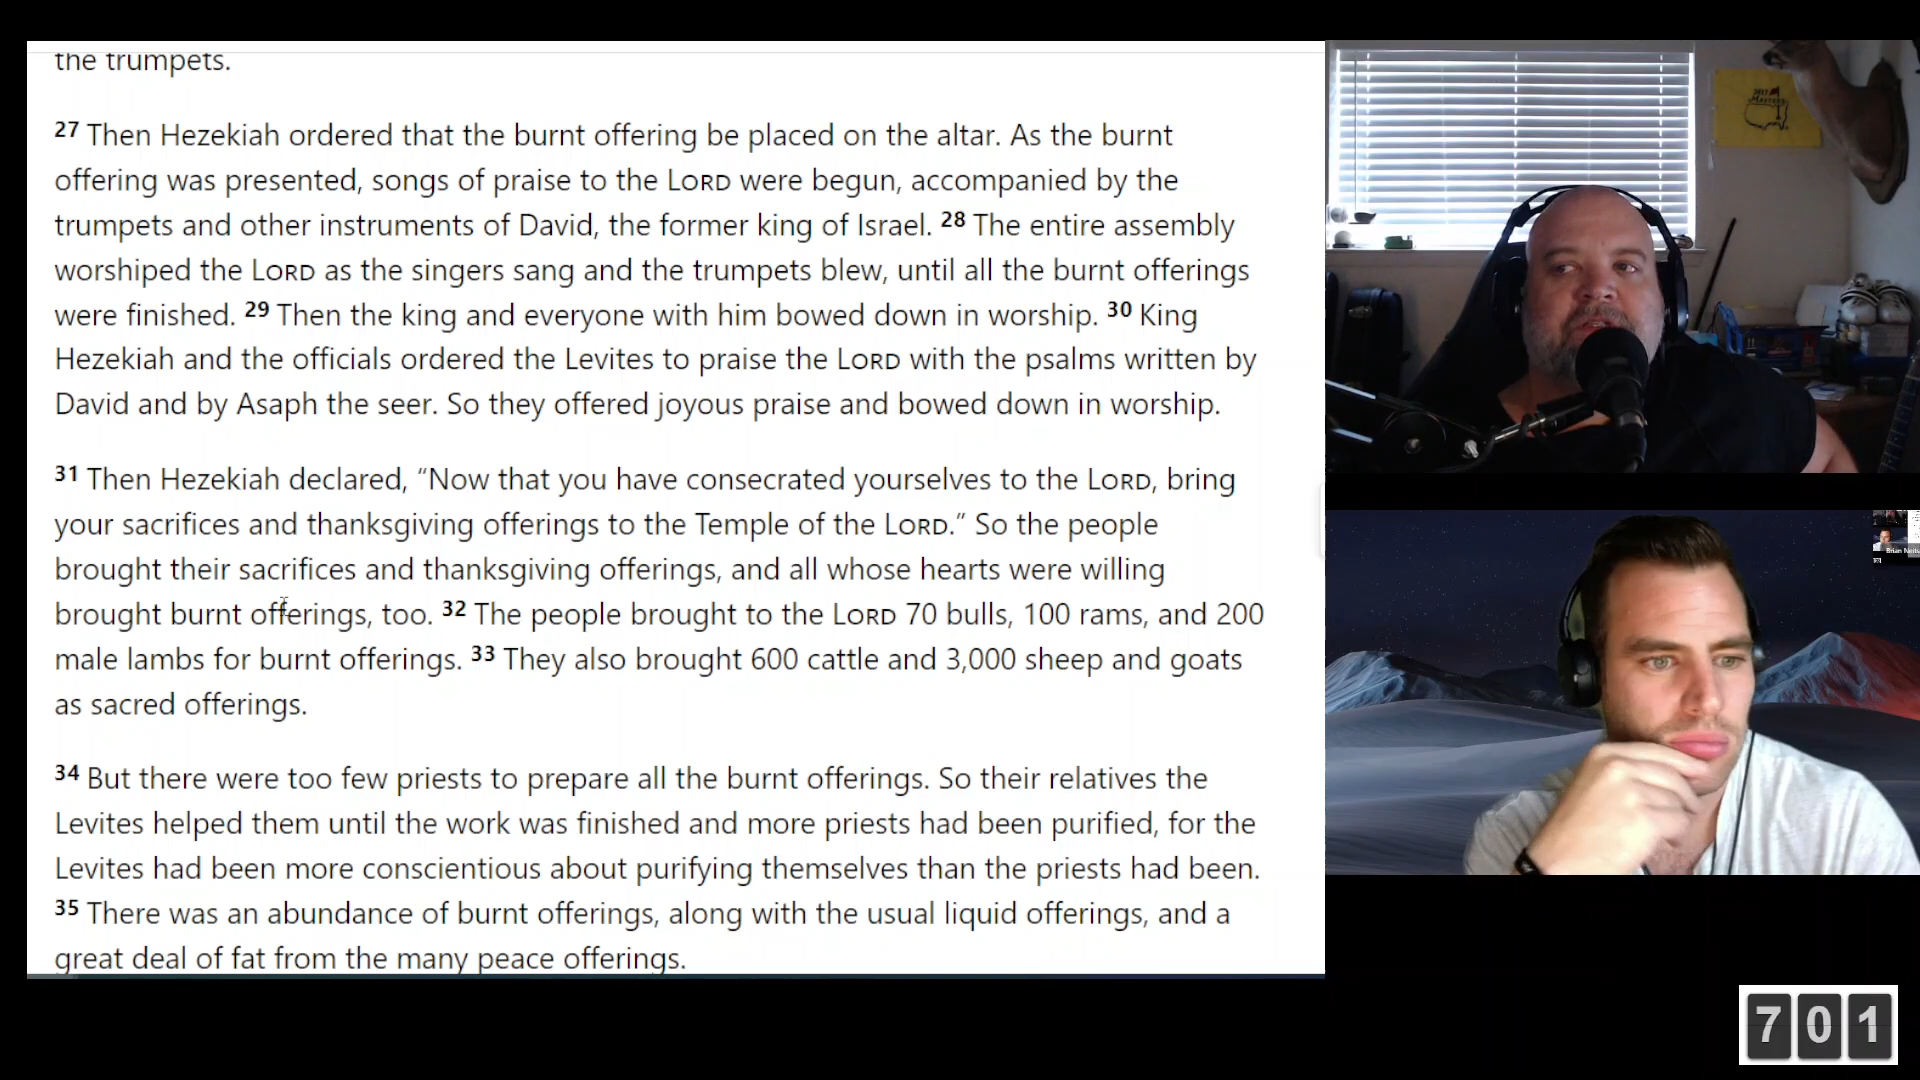 the trumpets.
27 Then Hezekiah ordered that the burnt offering be placed on the altar. As the burnt
offering was presented, songs of praise to the LORD were begun, accompanied by the
trumpets and other instruments of David, the former king of Israel. 28 The entire assembly
worshiped the LORD as the singers sang and the trumpets blew, until all the burnt offerings
were finished. 29 Then the king and everyone with him bowed down in worship. 30 King
Hezekiah and the officials ordered the Levites to praise the LORD with the psalms written by
David and by Asaph the seer. So they offered joyous praise and bowed down in worship.
31 Then Hezekiah declared, “Now that you have consecrated yourselves to the LORD, bring
your sacrifices and thanksgiving offerings to the Temple of the LORD.” So the people
brought their sacrifices and thanksgiving offerings, and all whose hearts were willing
brought burnt offerings, too. 32 The people brought to the LORD 70 bulls, 100 rams, and 200
male lambs for burnt offerings. 33 They also brought 600 cattle and 3,000 sheep and goats
as sacred offerings.
34 But there were too few priests to prepare all the burnt offerings. So their relatives the
Levites helped them until the work was finished and more priests had been purified, for the
Levites had been more conscientious about purifying themselves than the priests had been.
35 There was an abundance of burnt offerings, along with the usual liquid offerings, and a
great deal of fat from the many peace offerings.
MASTERS
Brian
701